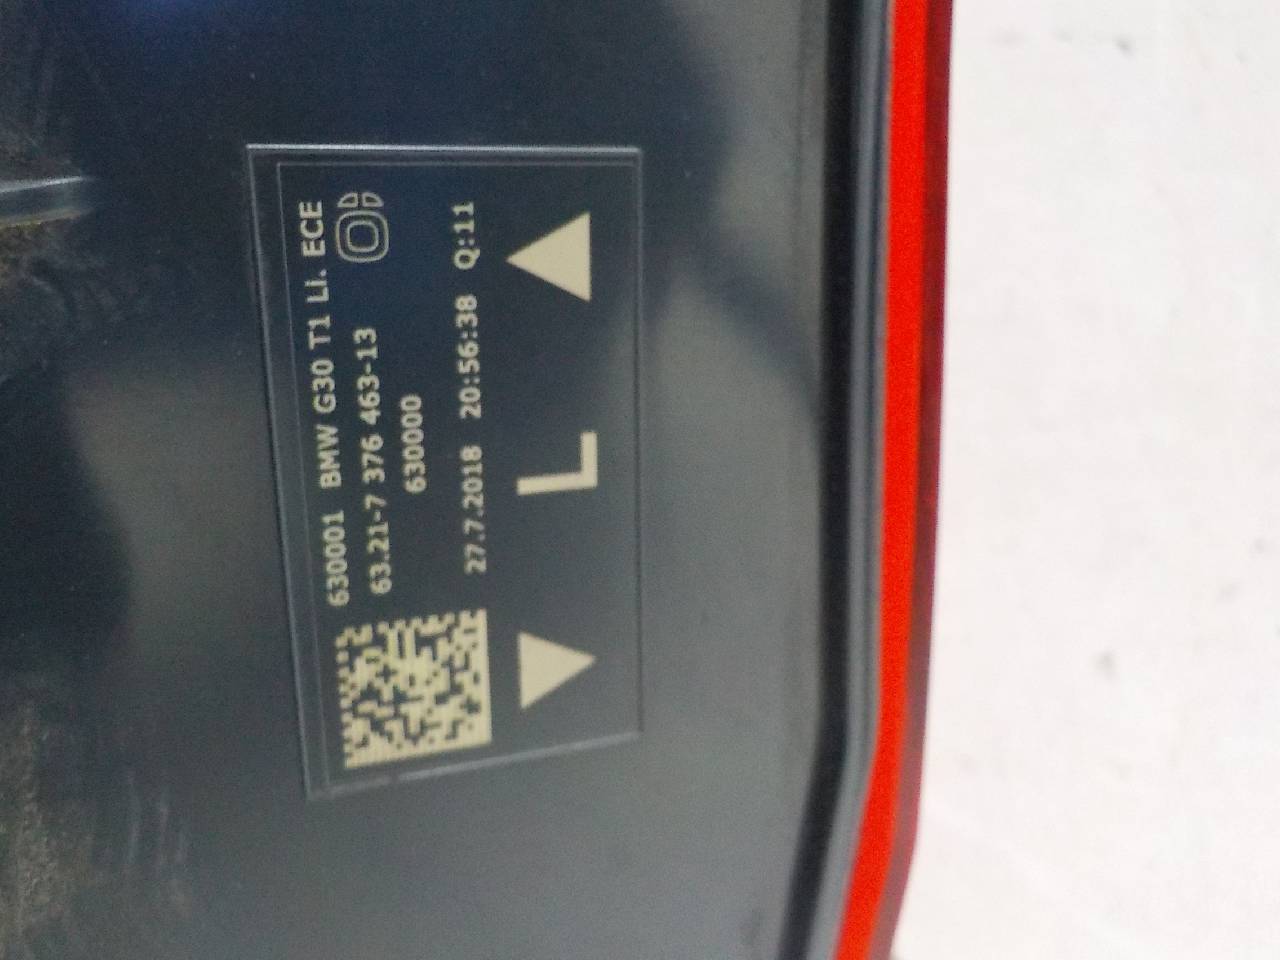 630001 BMW G30 T1 Li. ECE
63.21-7 376 463-13
630000
27.7.2018 20:56:38 Q:11
L